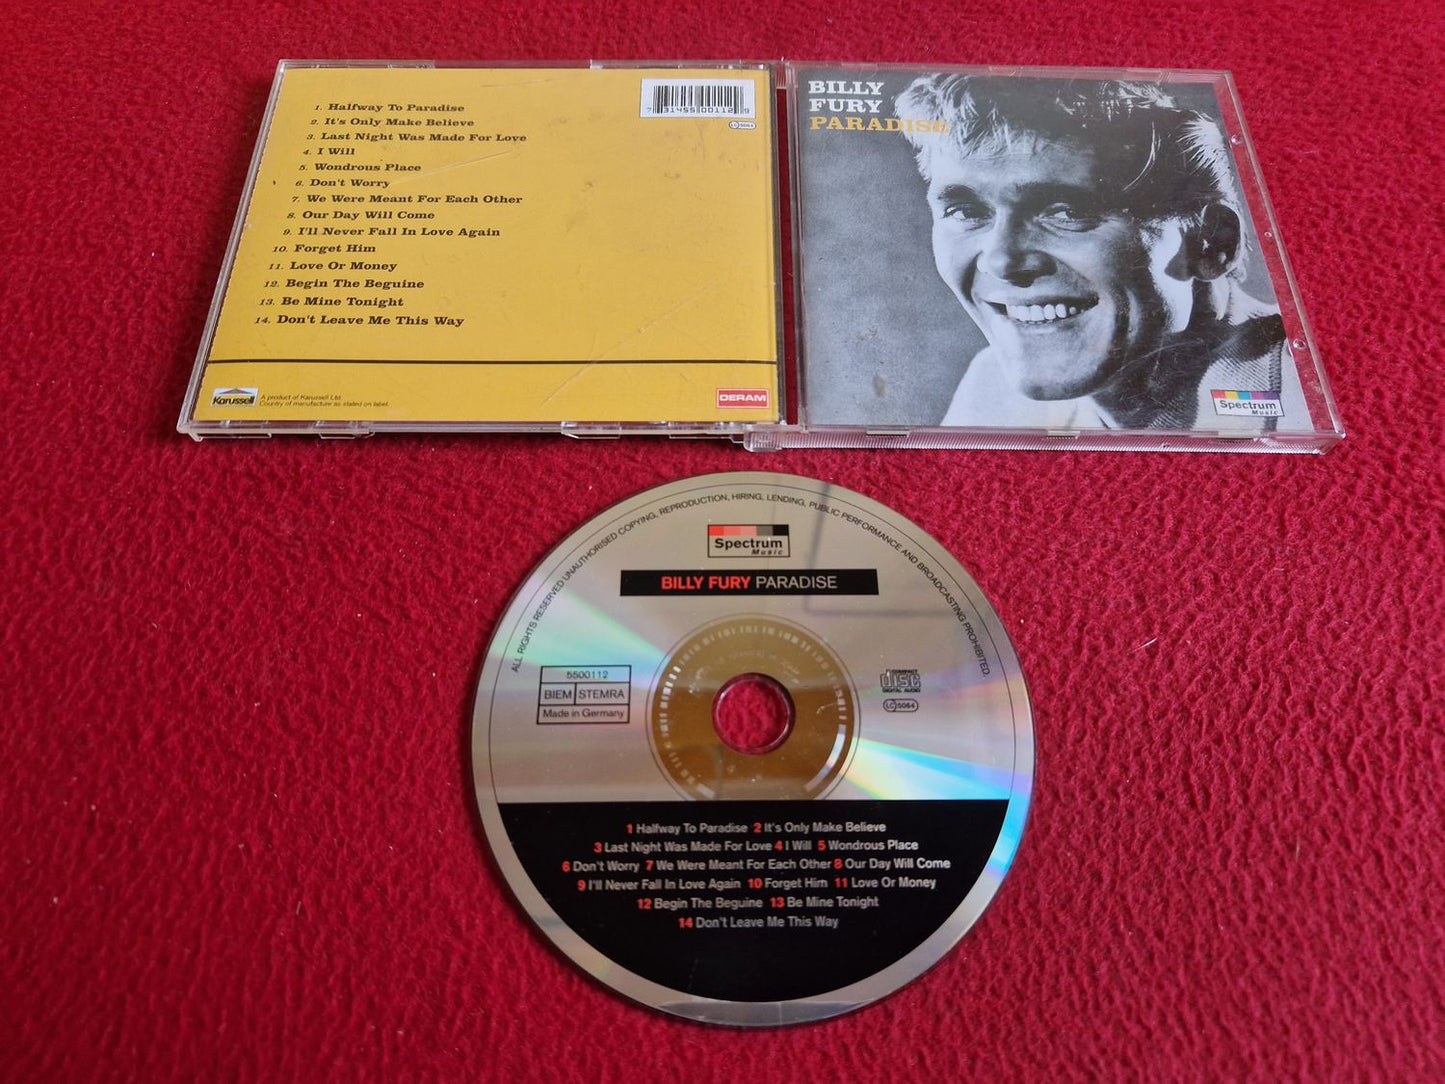 1. Halfway To Paradise
2. It's Only Make Believe
3. Last Night Was Made For Love
4. I Will
5. Wondrous Place
6. Don't Worry
7. We Were Meant For Each Other
8. Our Day Will Come
9. I'll Never Fall In Love Again
10. Forget Him
11. Love Or Money
12. Begin The Beguine
13. Be Mine Tonight
14. Don't Leave Me This Way
7 31455 00112 9
LC 5064
Karussell
A product of Karussell Ltd.
Country of manufacture as stated on label.
DERAM
BILLY
FURY
PARADISE
Spectrum
Music
ALL RIGHTS RESERVED UNAUTHORISED COPYING, REPRODUCTION, HIRING, LENDING, PUBLIC PERFORMANCE AND BROADCASTING PROHIBITED.
Spectrum
Music
BILLY FURY PARADISE
5500112
BIEM STEMRA
Made in Germany
COMPACT
disc
DIGITAL AUDIO
LC 5064
1 Halfway To Paradise 2 It's Only Make Believe
3 Last Night Was Made For Love 4 I Will 5 Wondrous Place
6 Don't Worry 7 We Were Meant For Each Other 8 Our Day Will Come
9 I'll Never Fall In Love Again 10 Forget Him 11 Love Or Money
12 Begin The Beguine 13 Be Mine Tonight
14 Don't Leave Me This Way